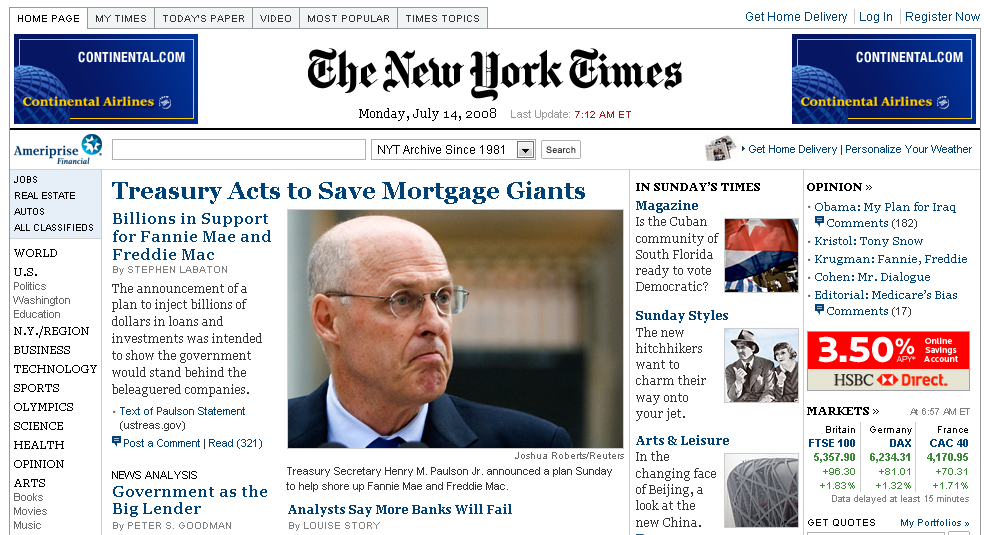 HOME PAGE
MY TIMES
TODAY'S PAPER
VIDEO
MOST POPULAR
TIMES TOPICS
Get Home Delivery
Log In
Register Now
CONTINENTAL.COM
Continental Airlines
The New York Times
CONTINENTAL.COM
Continental Airlines
Monday, July 14, 2008 Last Update: 7:12 AM ET
Ameriprise
Financial
NYT Archive Since 1981
Search
Get Home Delivery | Personalize Your Weather
JOBS
REAL ESTATE
AUTOS
ALL CLASSIFIEDS
WORLD
U.S.
Politics
Washington
Education
N.Y./REGION
BUSINESS
TECHNOLOGY
SPORTS
OLYMPICS
SCIENCE
HEALTH
OPINION
ARTS
Books
Movies
Music
Treasury Acts to Save Mortgage Giants
Billions in Support
for Fannie Mae and
Freddie Mac
By STEPHEN LABATON
The announcement of a
plan to inject billions of
dollars in loans and
investments was intended
to show the government
would stand behind the
beleaguered companies.
• Text of Paulson Statement
(ustreas.gov)
Post a Comment | Read (321)
NEWS ANALYSIS
Government as the
Big Lender
By PETER S. GOODMAN
Joshua Roberts/Reuters
Treasury Secretary Henry M. Paulson Jr. announced a plan Sunday
to help shore up Fannie Mae and Freddie Mac.
Analysts Say More Banks Will Fail
By LOUISE STORY
IN SUNDAY'S TIMES
Magazine
Is the Cuban
community of
South Florida
ready to vote
Democratic?
Sunday Styles
The new
hitchhikers
want to
charm their
way onto
your jet.
Arts & Leisure
In the
changing face
of Beijing, a
look at the
new China.
OPINION »
• Obama: My Plan for Iraq
Comments (182)
• Kristol: Tony Snow
• Krugman: Fannie, Freddie
• Cohen: Mr. Dialogue
• Editorial: Medicare's Bias
Comments (17)
3.50% APY* Online
Savings
Account
HSBC Direct.
MARKETS » At 6:57 AM ET
Britain Germany France
FTSE 100 DAX CAC 40
5,357.90 6,234.31 4,170.95
+96.30 +81.01 +70.31
+1.83% +1.32% +1.71%
Data delayed at least 15 minutes
GET QUOTES My Portfolios »